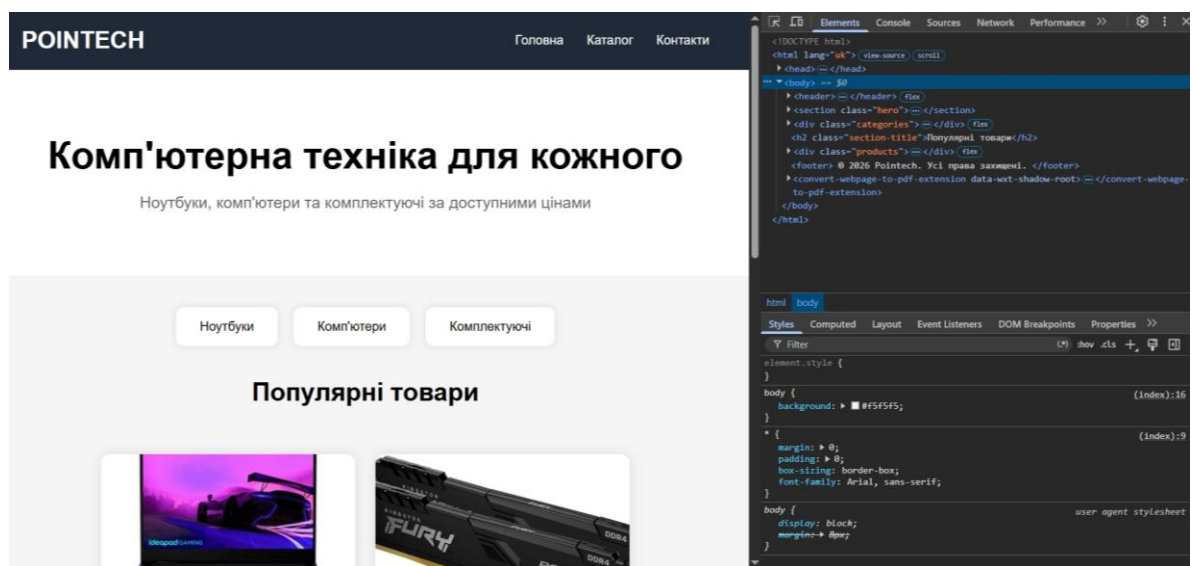 POINTECH
Головна Каталог Контакти
Комп'ютерна техніка для кожного
Ноутбуки, комп'ютери та комплектуючі за доступними цінами
Ноутбуки Комп'ютери Комплектуючі
Популярні товари
ideapad GAMING
KINGSTON
FURY
DDR4
DDR4
Elements Console Sources Network Performance
<!DOCTYPE html>
<html lang="uk"> view-source scroll
<head> … </head>
… <body> == $0
<header> … </header> flex
<section class="hero"> … </section>
<div class="categories"> … </div> flex
<h2 class="section-title">Популярні товари</h2>
<div class="products"> … </div> flex
<footer> © 2026 Pointech. Усі права захищені. </footer>
<convert-webpage-to-pdf-extension data-wxt-shadow-root> … </convert-webpage-
to-pdf-extension>
</body>
</html>
html body
Styles Computed Layout Event Listeners DOM Breakpoints Properties
Filter :hov .cls
element.style {
}
body { (index):16
background: #f5f5f5;
}
* { (index):9
margin: 0;
padding: 0;
box-sizing: border-box;
font-family: Arial, sans-serif;
}
body { user agent stylesheet
display: block;
margin: 8px;
}